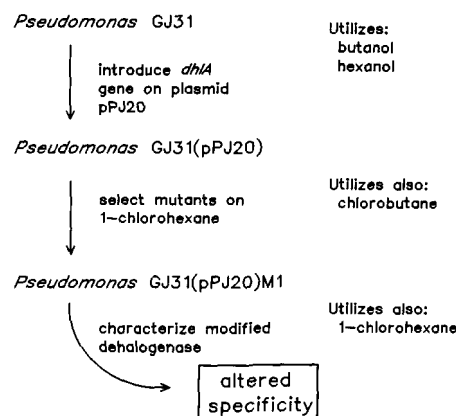 Pseudomonas GJ31
Utilizes:
butanol
hexanol
introduce dhlA
gene on plasmid
pPJ20
Pseudomonas GJ31(pPJ20)
select mutants on
1-chlorohexane
Utilizes also:
chlorobutane
Pseudomonas GJ31(pPJ20)M1
characterize modified
dehalogenase
Utilizes also:
1-chlorohexane
altered
specificity